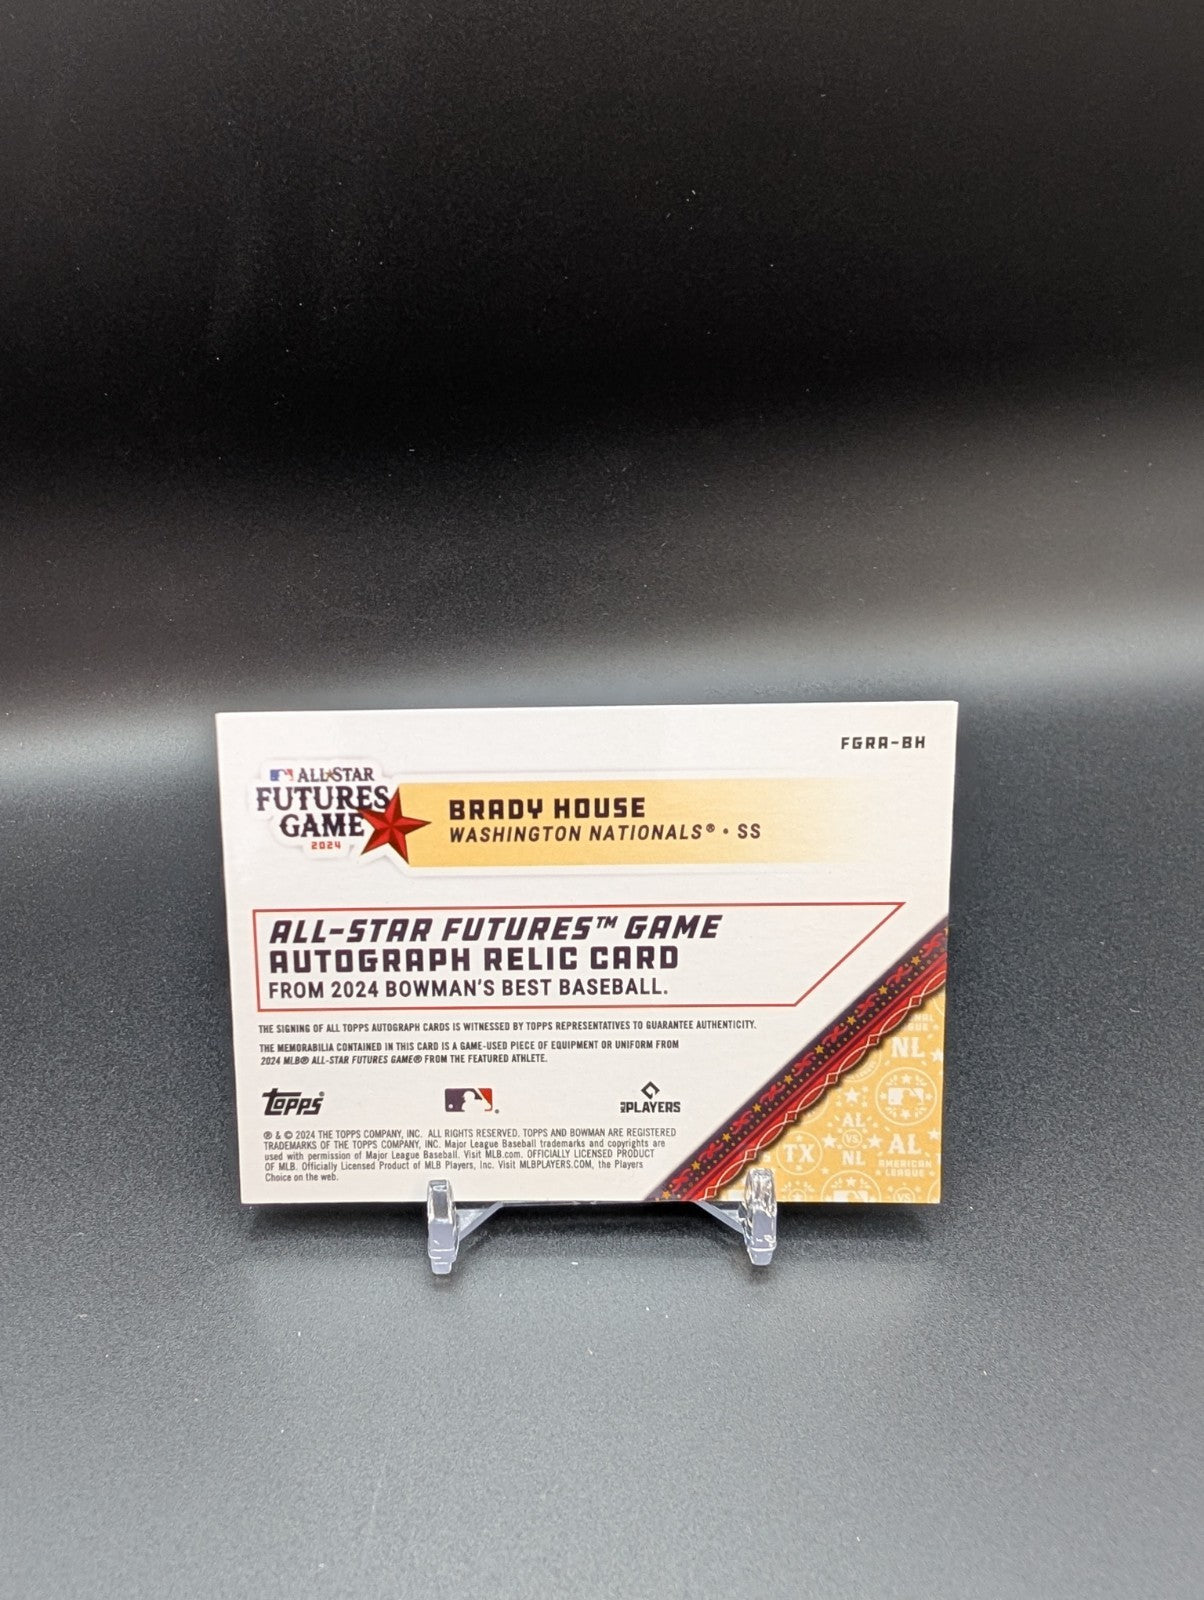 FGRA-BH
ALL★STAR
FUTURES
GAME
2024
BRADY HOUSE
WASHINGTON NATIONALS® • SS
ALL-STAR FUTURES™ GAME
AUTOGRAPH RELIC CARD
FROM 2024 BOWMAN'S BEST BASEBALL.
THE SIGNING OF ALL TOPPS AUTOGRAPH CARDS IS WITNESSED BY TOPPS REPRESENTATIVES TO GUARANTEE AUTHENTICITY.
THE MEMORABILIA CONTAINED IN THIS CARD IS A GAME-USED PIECE OF EQUIPMENT OR UNIFORM FROM
2024 MLB® ALL-STAR FUTURES GAME® FROM THE FEATURED ATHLETE.
topps®
MLB PLAYERS
® & © 2024 THE TOPPS COMPANY, INC. ALL RIGHTS RESERVED. TOPPS AND BOWMAN ARE REGISTERED
TRADEMARKS OF THE TOPPS COMPANY, INC. Major League Baseball trademarks and copyrights are
used with permission of Major League Baseball. Visit MLB.com. OFFICIALLY LICENSED PRODUCT
OF MLB. Officially Licensed Product of MLB Players, Inc. Visit MLBPLAYERS.COM, the Players
Choice on the web.
NL
AL
VS
NL
TX
AL
AMERICAN
LEAGUE
VS